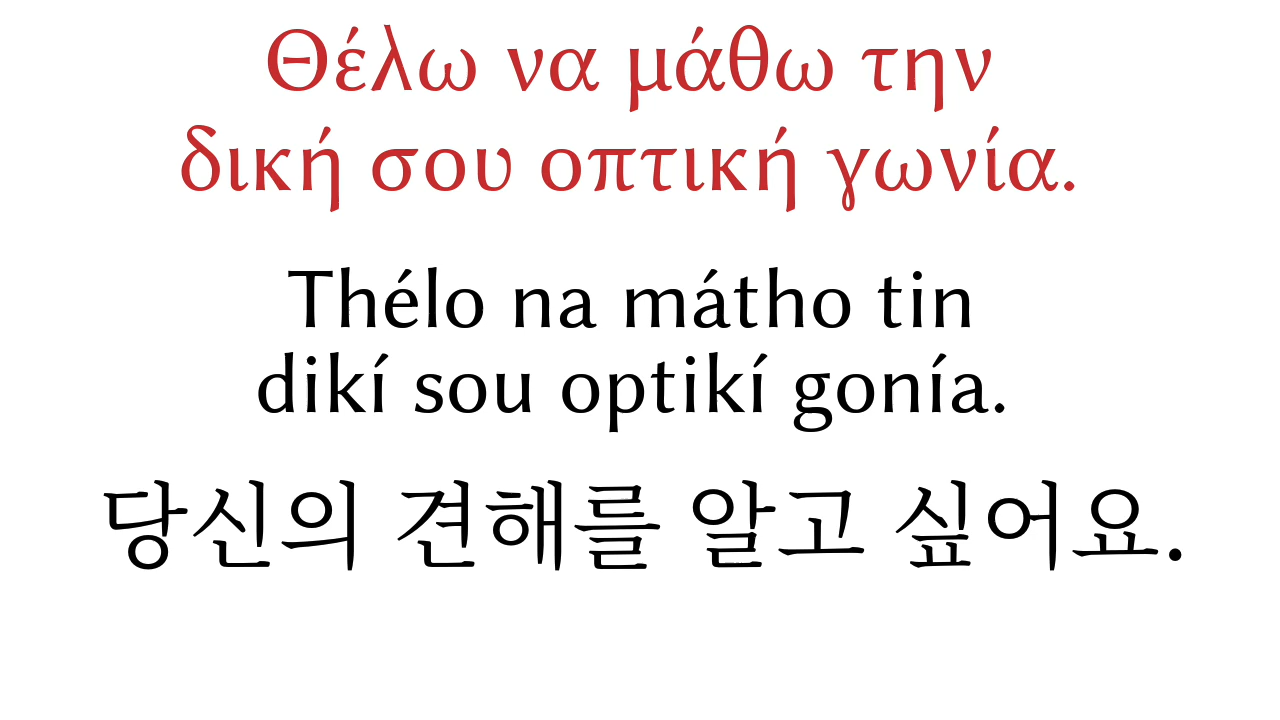 Θέλω να μάθω την
δική σου οπτική γωνία.
Thélo na mátho tin
dikí sou optikí gonía.
당신의 견해를 알고 싶어요.